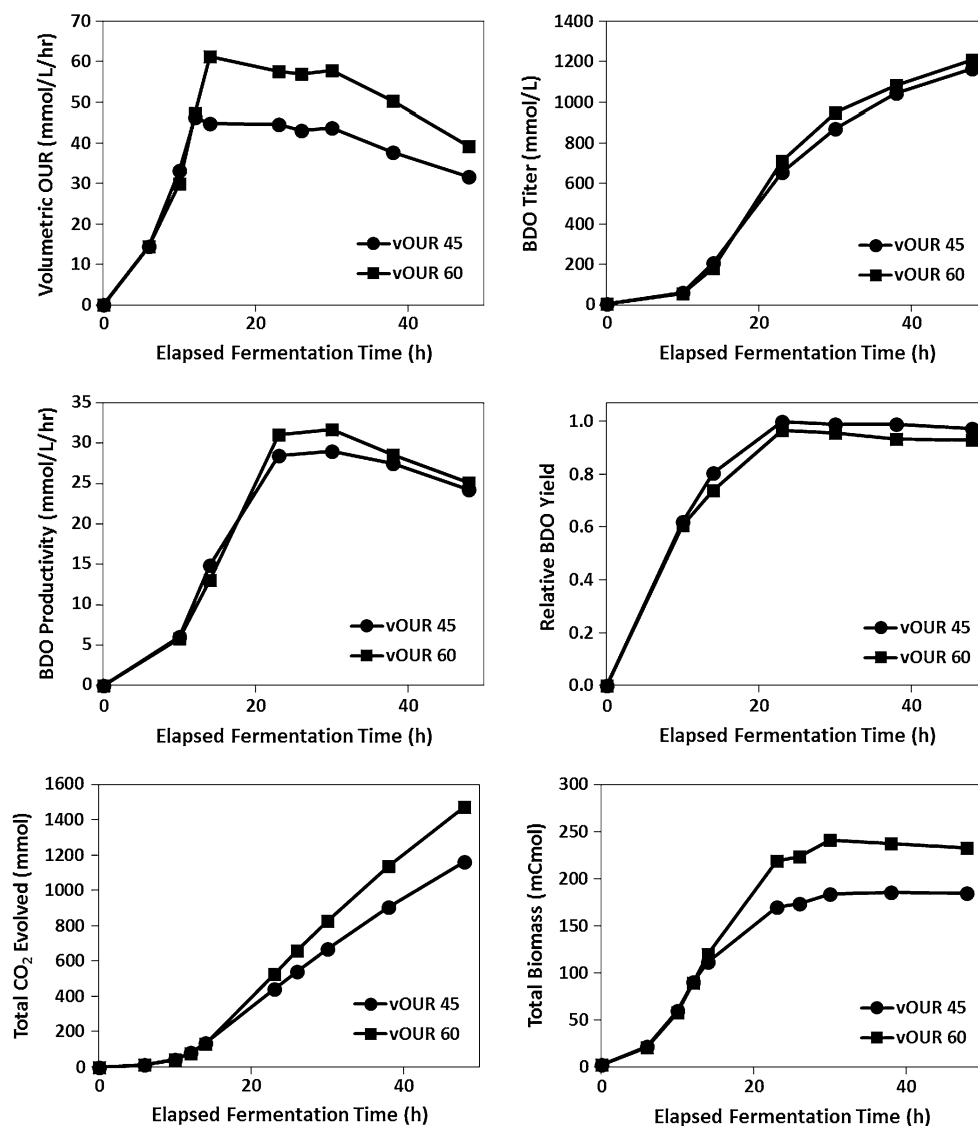 Volumetric OUR (mmol/L/hr)
70
60
50
40
30
20
10
0
0
20
40
Elapsed Fermentation Time (h)
vOUR 45
vOUR 60
BDO Titer (mmol/L)
1400
1200
1000
800
600
400
200
0
0
20
40
Elapsed Fermentation Time (h)
vOUR 45
vOUR 60
BDO Productivity (mmol/L/hr)
35
30
25
20
15
10
5
0
0
20
40
Elapsed Fermentation Time (h)
vOUR 45
vOUR 60
Relative BDO Yield
1.0
0.8
0.6
0.4
0.2
0.0
0
20
40
Elapsed Fermentation Time (h)
vOUR 45
vOUR 60
Total CO₂ Evolved (mmol)
1600
1400
1200
1000
800
600
400
200
0
0
20
40
Elapsed Fermentation Time (h)
vOUR 45
vOUR 60
Total Biomass (mCmol)
300
250
200
150
100
50
0
0
20
40
Elapsed Fermentation Time (h)
vOUR 45
vOUR 60